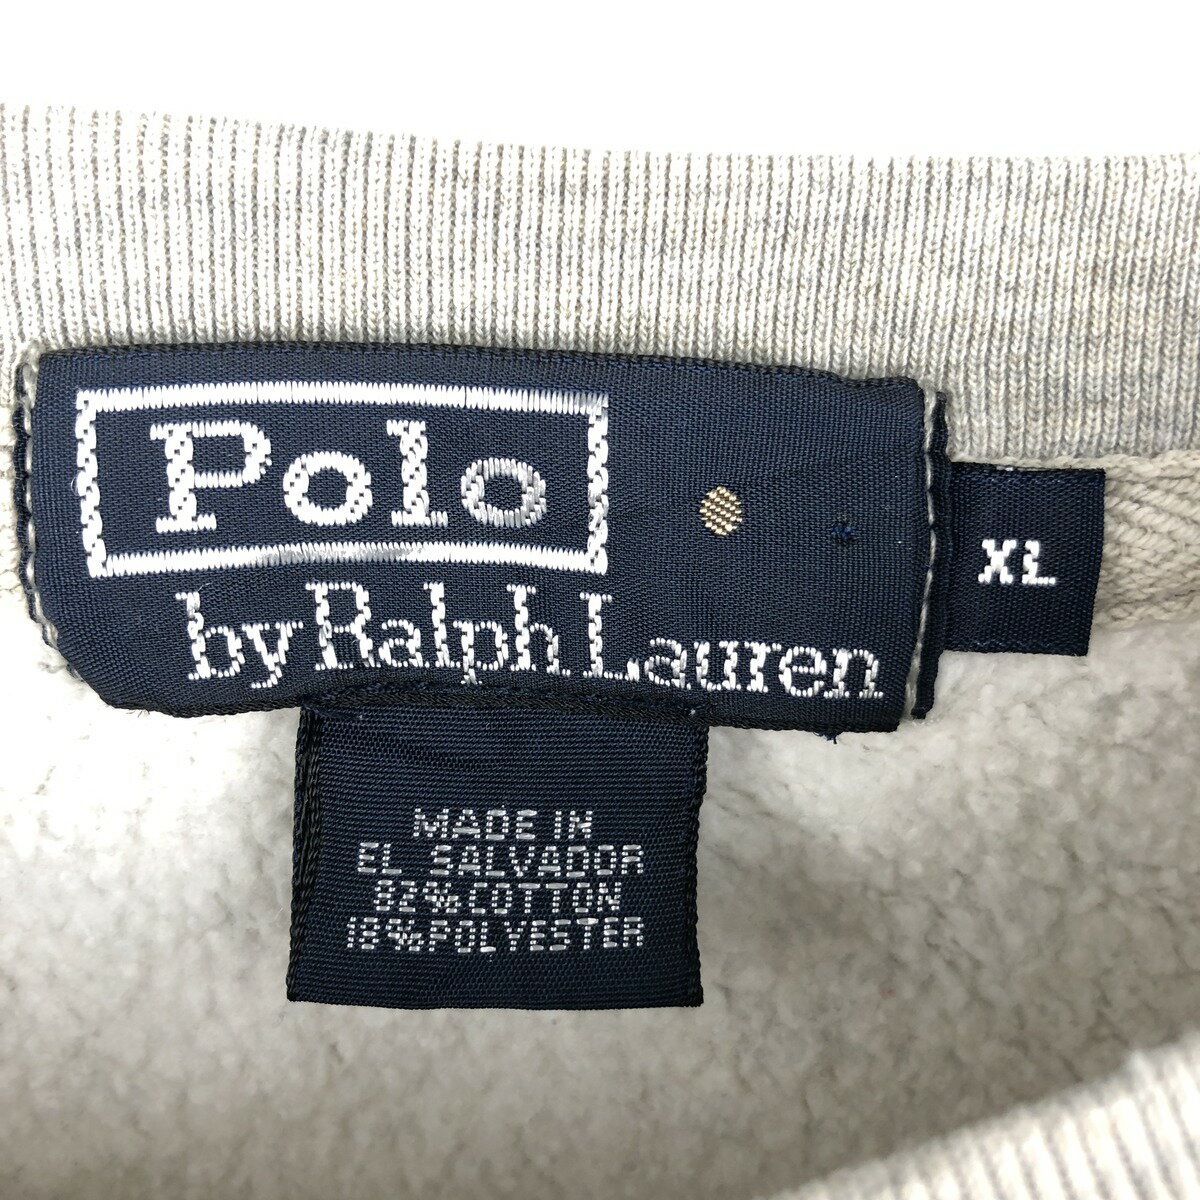 Polo
by Ralph Lauren
XL
MADE IN
EL SALVADOR
82% COTTON
18% POLYESTER